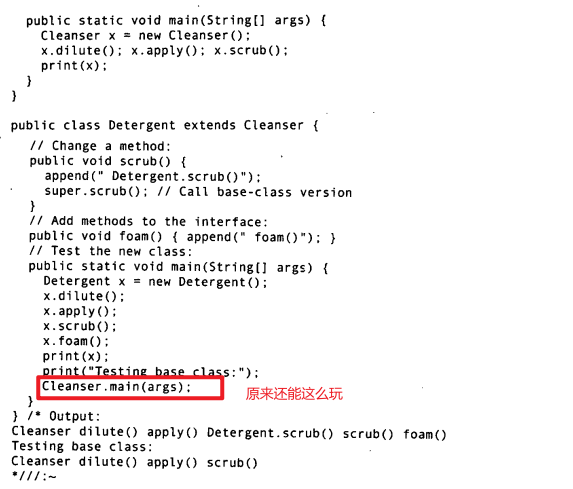 public static void main(String[] args) {
Cleanser x = new Cleanser();
x.dilute(); x.apply(); x.scrub();
print(x);
}
}
public class Detergent extends Cleanser {
// Change a method:
public void scrub() {
append(" Detergent.scrub()");
super.scrub(); // Call base-class version
}
// Add methods to the interface:
public void foam() { append(" foam()"); }
// Test the new class:
public static void main(String[] args) {
Detergent x = new Detergent();
x.dilute();
x.apply();
x.scrub();
x.foam();
print(x);
print("Testing base class:");
Cleanser.main(args); 原来还能这么玩
}
} /* Output:
Cleanser dilute() apply() Detergent.scrub() scrub() foam()
Testing base class:
Cleanser dilute() apply() scrub()
*///:~